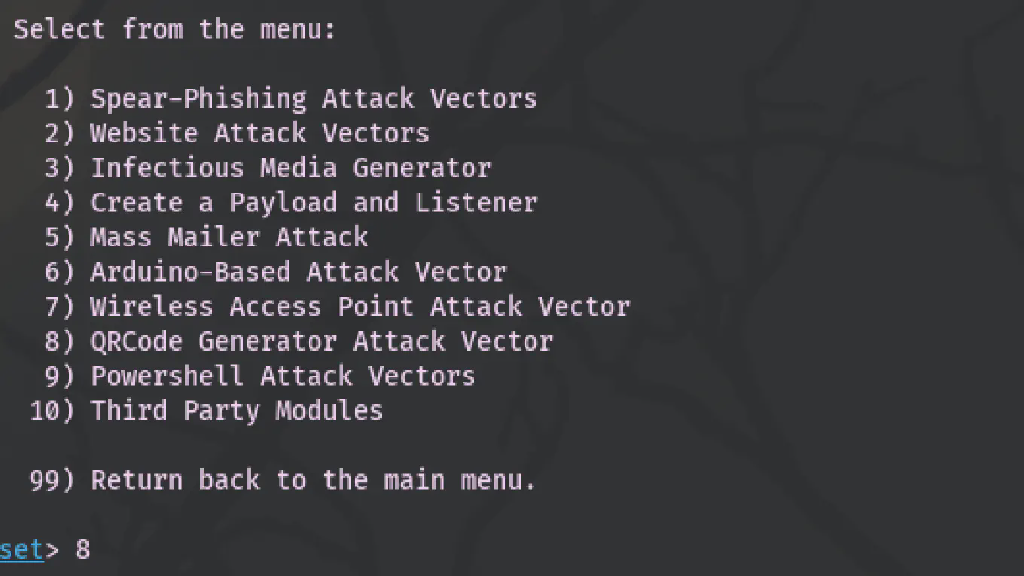 Select from the menu:
1) Spear-Phishing Attack Vectors
2) Website Attack Vectors
3) Infectious Media Generator
4) Create a Payload and Listener
5) Mass Mailer Attack
6) Arduino-Based Attack Vector
7) Wireless Access Point Attack Vector
8) QRCode Generator Attack Vector
9) Powershell Attack Vectors
10) Third Party Modules
99) Return back to the main menu.
set> 8